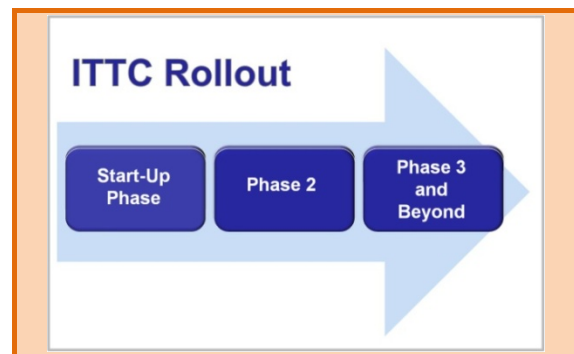 ITTC Rollout
Start-Up
Phase
Phase 2
Phase 3
and
Beyond